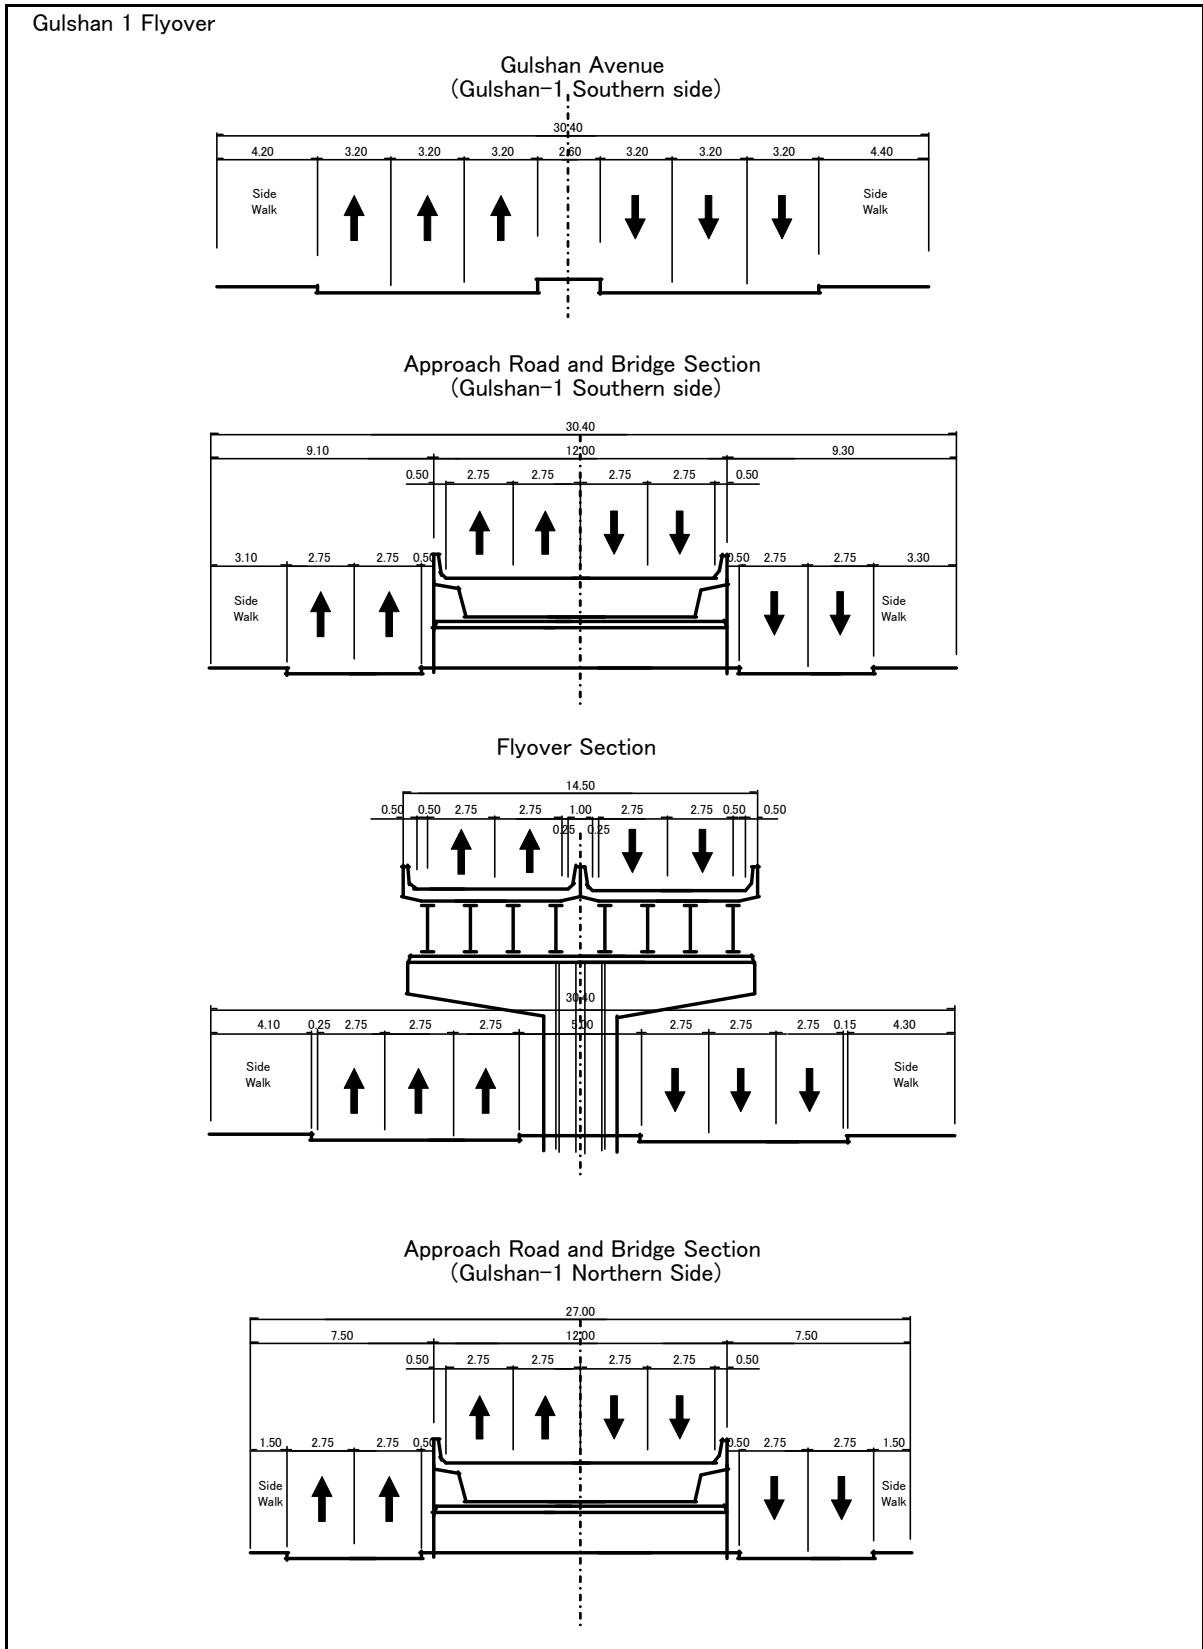 Gulshan 1 Flyover
Gulshan Avenue
(Gulshan-1 Southern side)
30.40
4.20 3.20 3.20 3.20 2.60 3.20 3.20 3.20 4.40
Side Side
Walk Walk
Approach Road and Bridge Section
(Gulshan-1 Southern side)
30.40
9.10 12.00 9.30
0.50 2.75 2.75 2.75 2.75 0.50
3.10 2.75 2.75 0.50 0.50 2.75 2.75 3.30
Side Side
Walk Walk
Flyover Section
14.50
0.50 0.50 2.75 2.75 1.00 2.75 2.75 0.50 0.50
0.25 0.25
30.40
4.10 0.25 2.75 2.75 2.75 5.00 2.75 2.75 2.75 0.15 4.30
Side Side
Walk Walk
Approach Road and Bridge Section
(Gulshan-1 Northern Side)
27.00
7.50 12.00 7.50
0.50 2.75 2.75 2.75 2.75 0.50
1.50 2.75 2.75 0.50 0.50 2.75 2.75 1.50
Side Side
Walk Walk